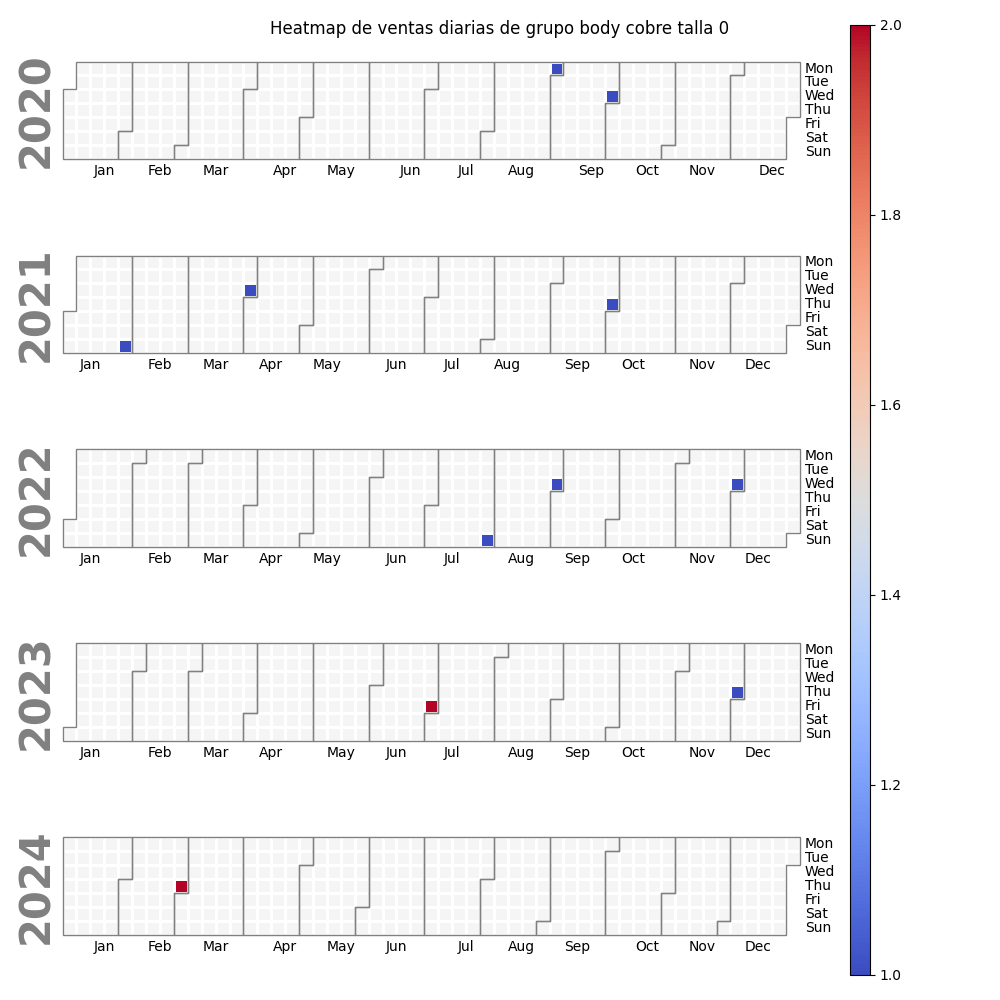 Heatmap de ventas diarias de grupo body cobre talla 0
2020
Mon
Tue
Wed
Thu
Fri
Sat
Sun
Jan Feb Mar Apr May Jun Jul Aug Sep Oct Nov Dec
2021
Mon
Tue
Wed
Thu
Fri
Sat
Sun
Jan Feb Mar Apr May Jun Jul Aug Sep Oct Nov Dec
2022
Mon
Tue
Wed
Thu
Fri
Sat
Sun
Jan Feb Mar Apr May Jun Jul Aug Sep Oct Nov Dec
2023
Mon
Tue
Wed
Thu
Fri
Sat
Sun
Jan Feb Mar Apr May Jun Jul Aug Sep Oct Nov Dec
2024
Mon
Tue
Wed
Thu
Fri
Sat
Sun
Jan Feb Mar Apr May Jun Jul Aug Sep Oct Nov Dec
2.0
1.8
1.6
1.4
1.2
1.0